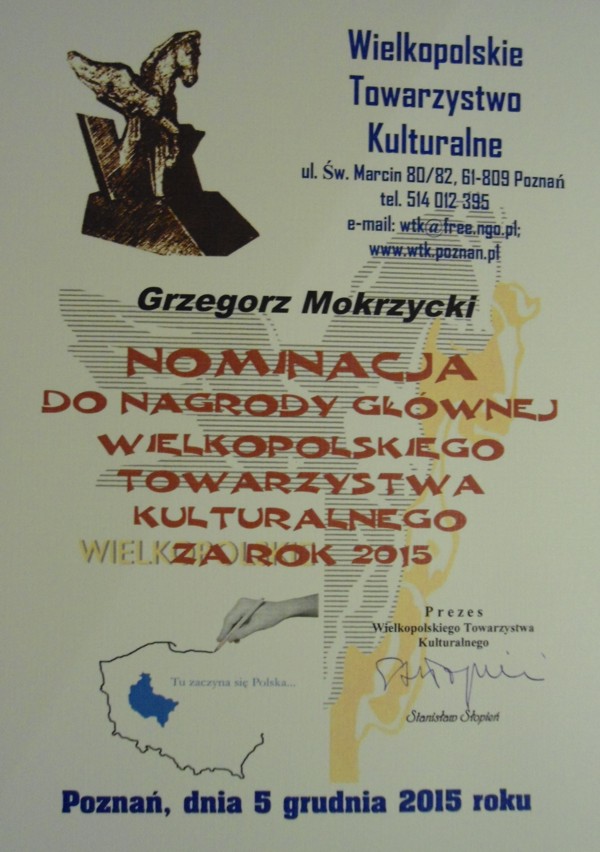 Wielkopolskie
Towarzystwo
Kulturalne
ul. Św. Marcin 80/82, 61-809 Poznań
tel. 514 012 395
e-mail: wtk@free.ngo.pl;
www.wtk.poznan.pl
Grzegorz Mokrzycki
NOMINACJA
DO NAGRODY GŁÓWNEJ
WIELKOPOLSKIEGO
TOWARZYSTWA
KULTURALNEGO
ZA ROK 2015
Prezes
Wielkopolskiego Towarzystwa
Kulturalnego
Tu zaczyna się Polska...
Stanisław Słopień
Poznań, dnia 5 grudnia 2015 roku